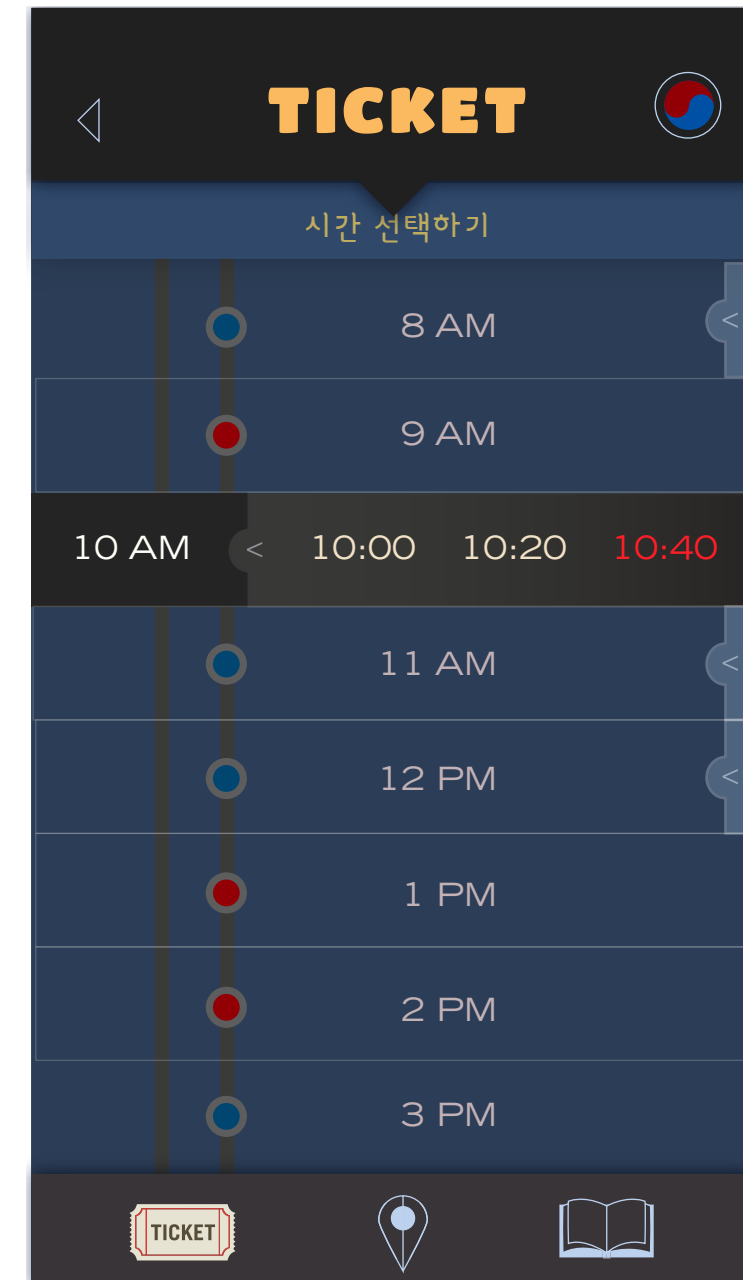 TICKET
시간 선택하기
8 AM <
9 AM
10 AM < 10:00 10:20 10:40
11 AM <
12 PM <
1 PM
2 PM
3 PM
TICKET